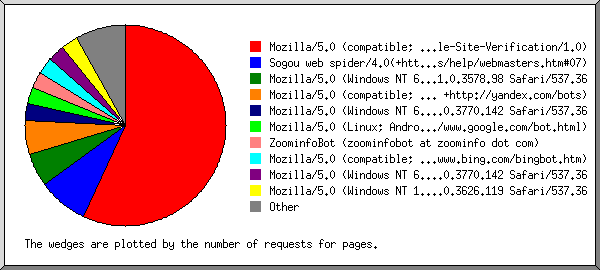 Mozilla/5.0 (compatible; ...le-Site-Verification/1.0)
Sogou web spider/4.0(+htt...s/help/webmasters.htm#07)
Mozilla/5.0 (Windows NT 6...1.0.3578.98 Safari/537.36
Mozilla/5.0 (compatible; ... +http://yandex.com/bots)
Mozilla/5.0 (Windows NT 6....0.3770.142 Safari/537.36
Mozilla/5.0 (Linux; Andro.../www.google.com/bot.html)
ZoominfoBot (zoominfobot at zoominfo dot com)
Mozilla/5.0 (compatible; ...www.bing.com/bingbot.htm)
Mozilla/5.0 (Windows NT 6....0.3770.142 Safari/537.36
Mozilla/5.0 (Windows NT 1....0.3626.119 Safari/537.36
Other
The wedges are plotted by the number of requests for pages.